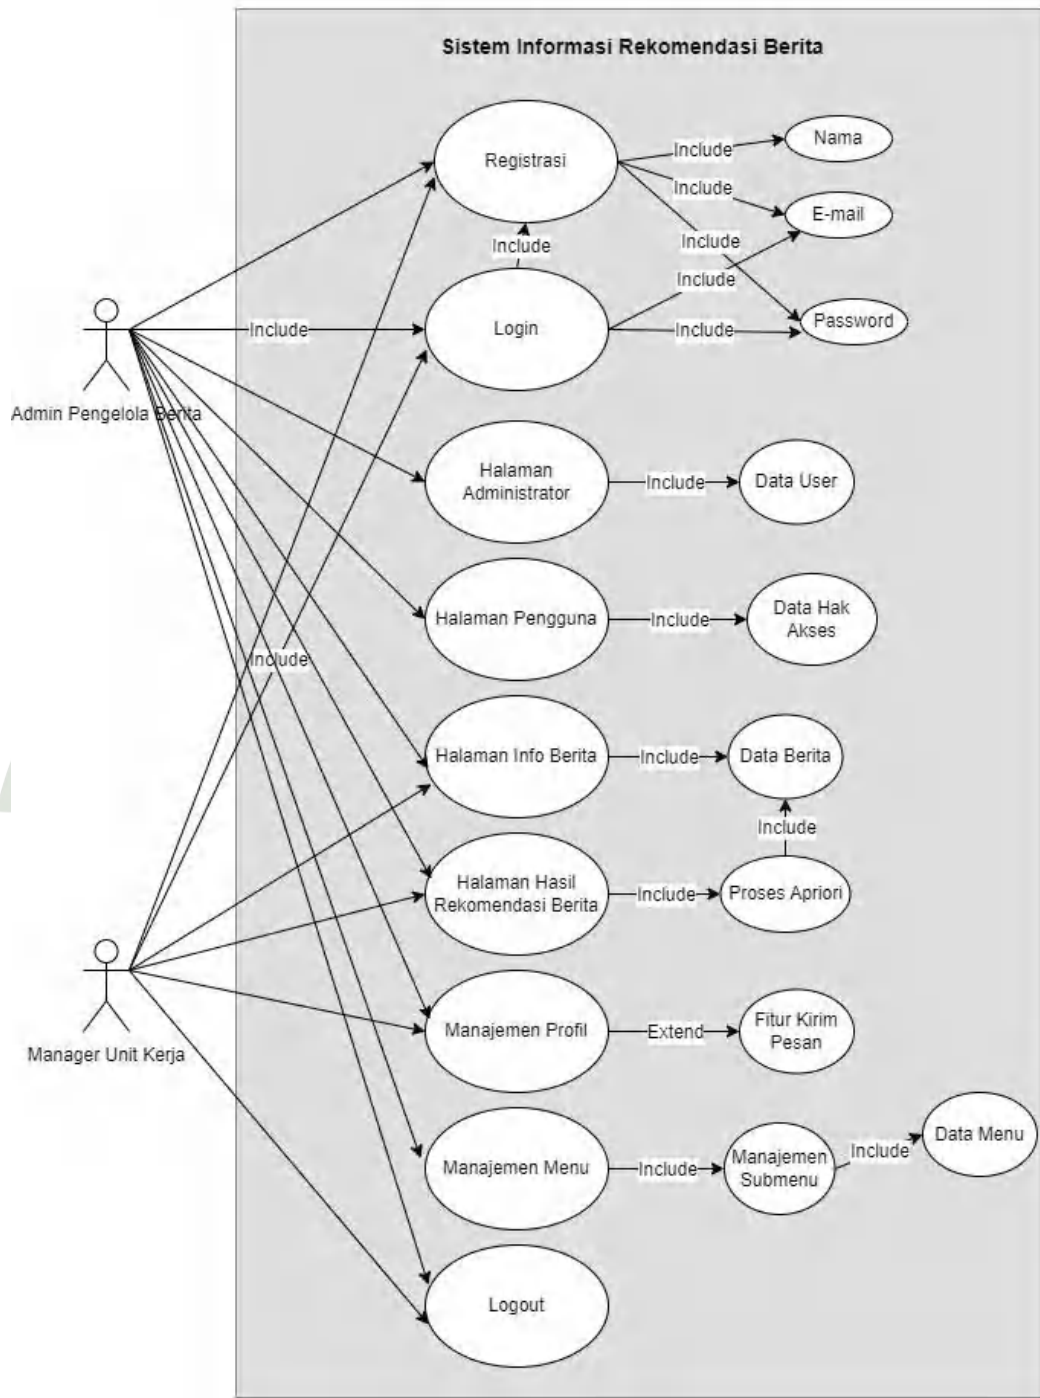 Sistem Informasi Rekomendasi Berita
Registrasi
Include
Nama
Include
E-mail
Include
Include
Include
Login
Include
Password
Include
Admin Pengelola Berita
Halaman
Administrator
Include
Data User
Halaman Pengguna
Include
Data Hak
Akses
Include
Halaman Info Berita
Include
Data Berita
Include
Halaman Hasil
Rekomendasi Berita
Include
Proses Apriori
Manager Unit Kerja
Manajemen Profil
Extend
Fitur Kirim
Pesan
Manajemen Menu
Include
Manajemen
Submenu
Include
Data Menu
Logout